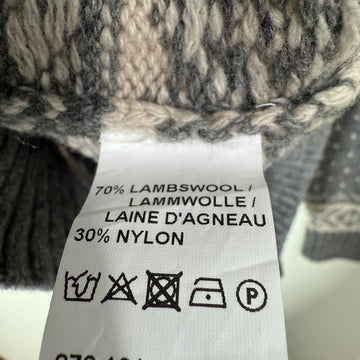 70% LAMBSWOOL /
LAMMWOLLE /
LAINE D'AGNEAU
30% NYLON
P